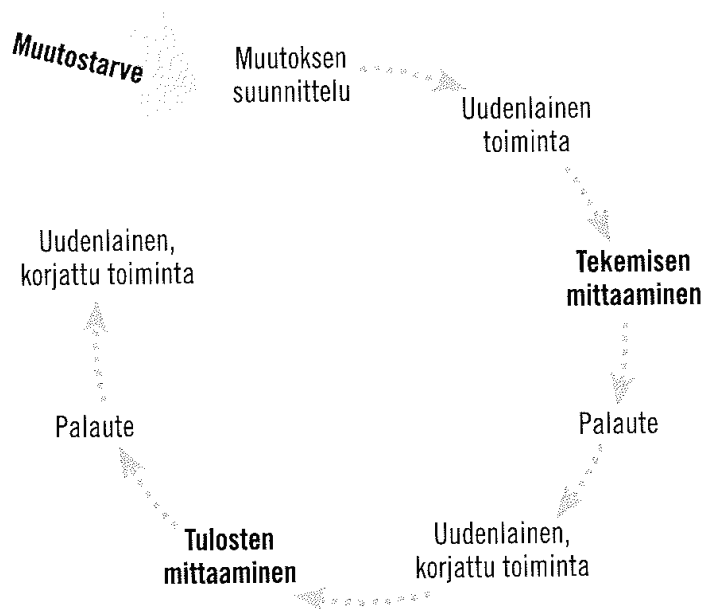 Muutostarve
Muutoksen
suunnittelu
Uudenlainen
toiminta
Tekemisen
mittaaminen
Palaute
Uudenlainen,
korjattu toiminta
Tulosten
mittaaminen
Palaute
Uudenlainen,
korjattu toiminta